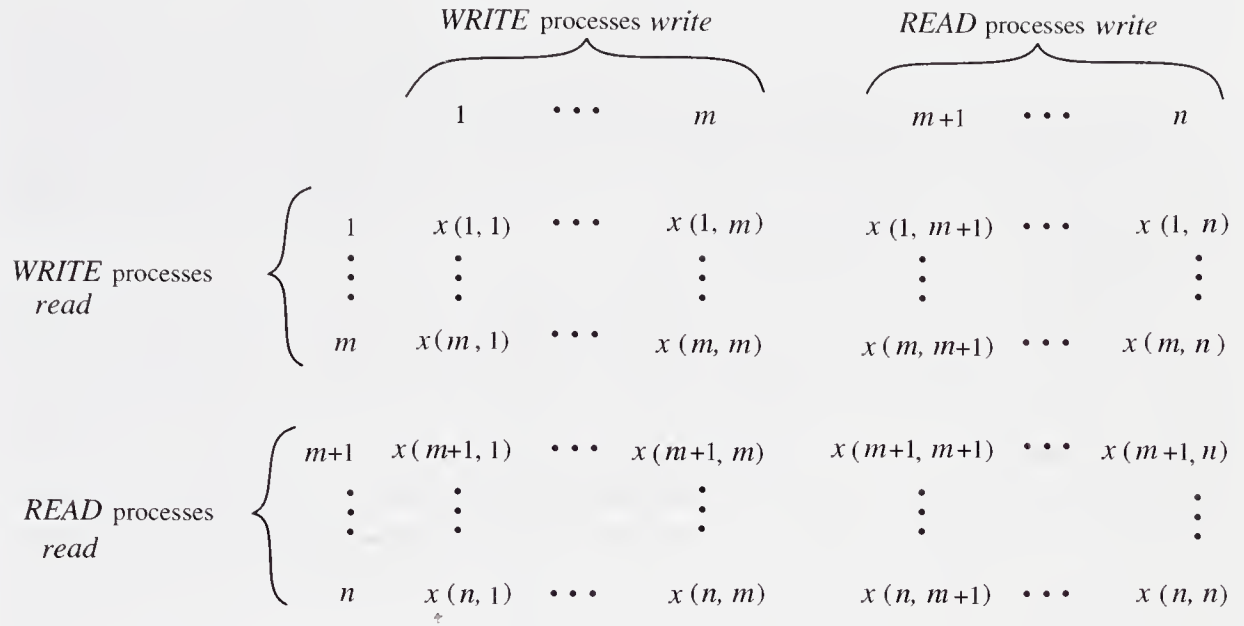 WRITE processes write READ processes write
1 ••• m m+1 ••• n
1 x(1, 1) ••• x(1, m) x(1, m+1) ••• x(1, n)
WRITE processes
read
m x(m, 1) ••• x(m, m) x(m, m+1) ••• x(m, n)
m+1 x(m+1, 1) ••• x(m+1, m) x(m+1, m+1) ••• x(m+1, n)
READ processes
read
n x(n, 1) ••• x(n, m) x(n, m+1) ••• x(n, n)